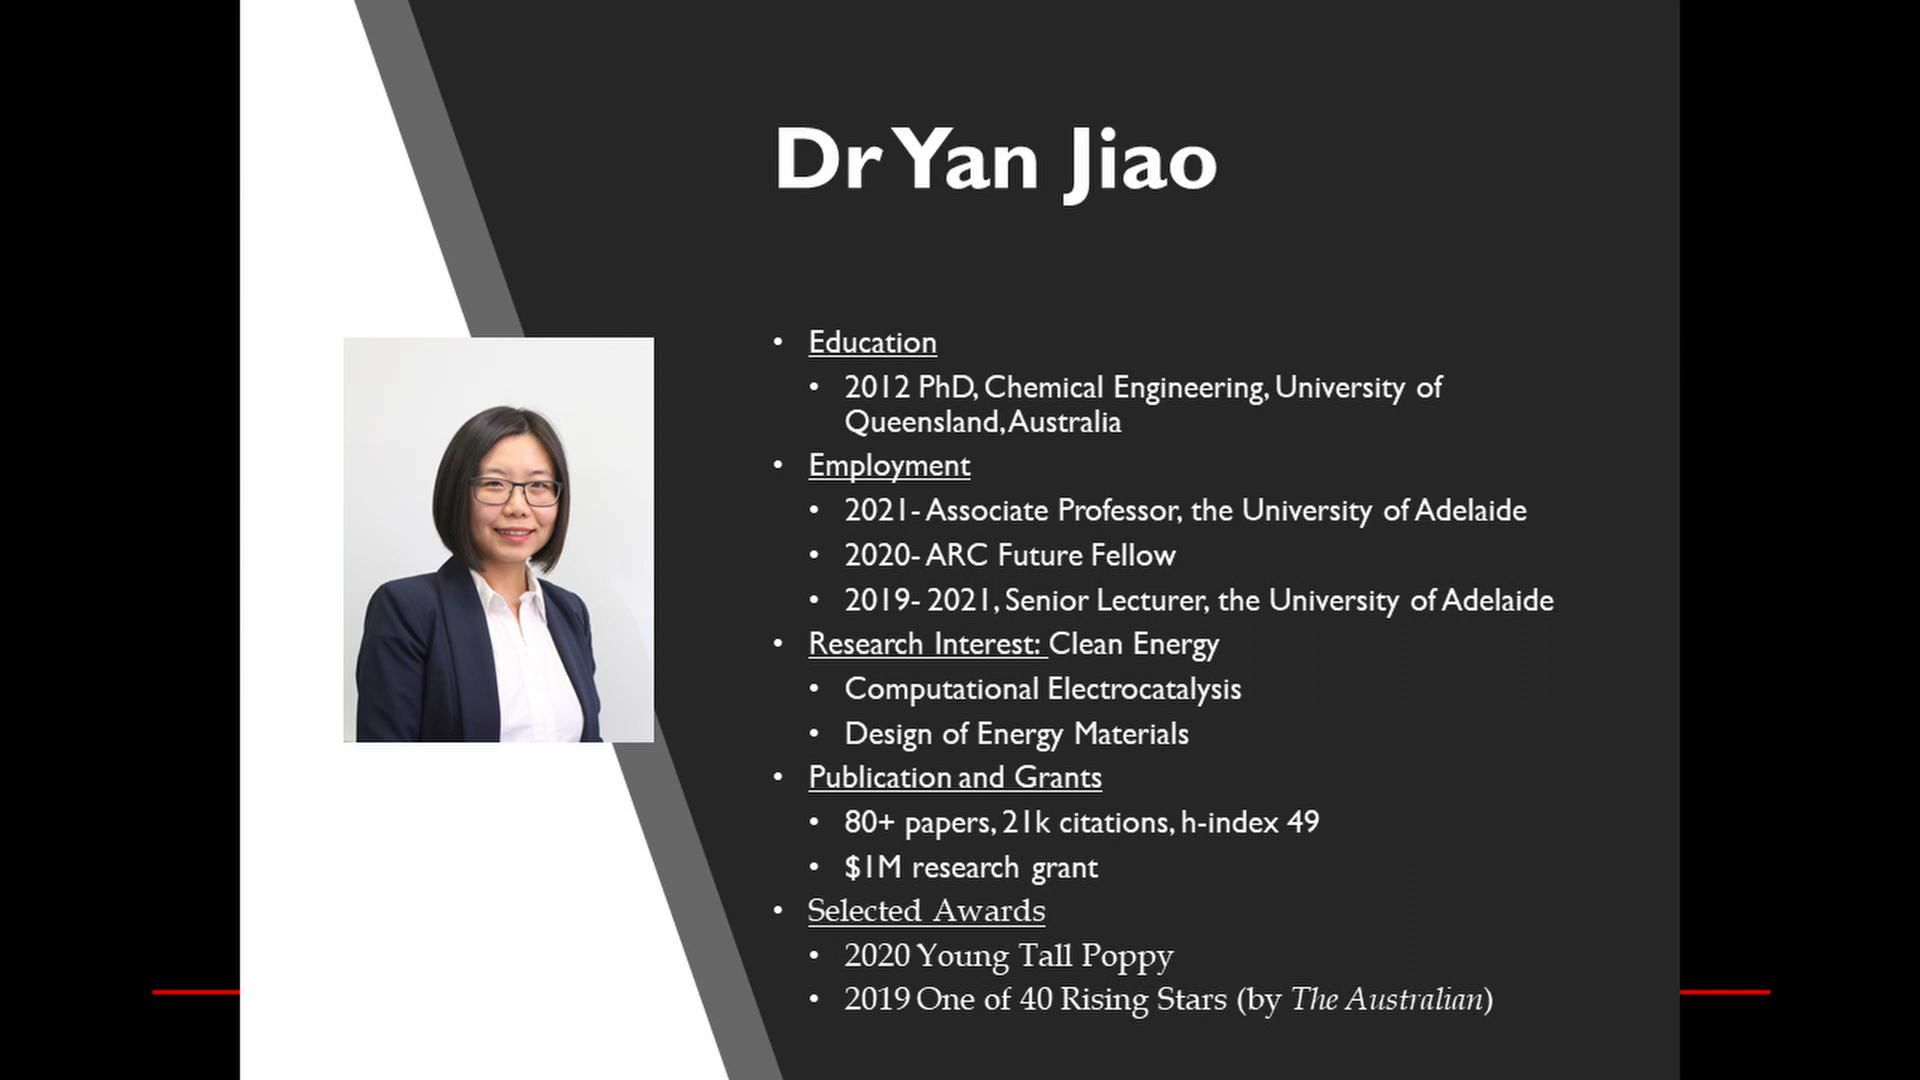 Dr Yan Jiao
• Education
• 2012 PhD, Chemical Engineering, University of
Queensland, Australia
• Employment
• 2021- Associate Professor, the University of Adelaide
• 2020- ARC Future Fellow
• 2019- 2021, Senior Lecturer, the University of Adelaide
• Research Interest: Clean Energy
• Computational Electrocatalysis
• Design of Energy Materials
• Publication and Grants
• 80+ papers, 21k citations, h-index 49
• $1M research grant
• Selected Awards
• 2020 Young Tall Poppy
• 2019 One of 40 Rising Stars (by The Australian)